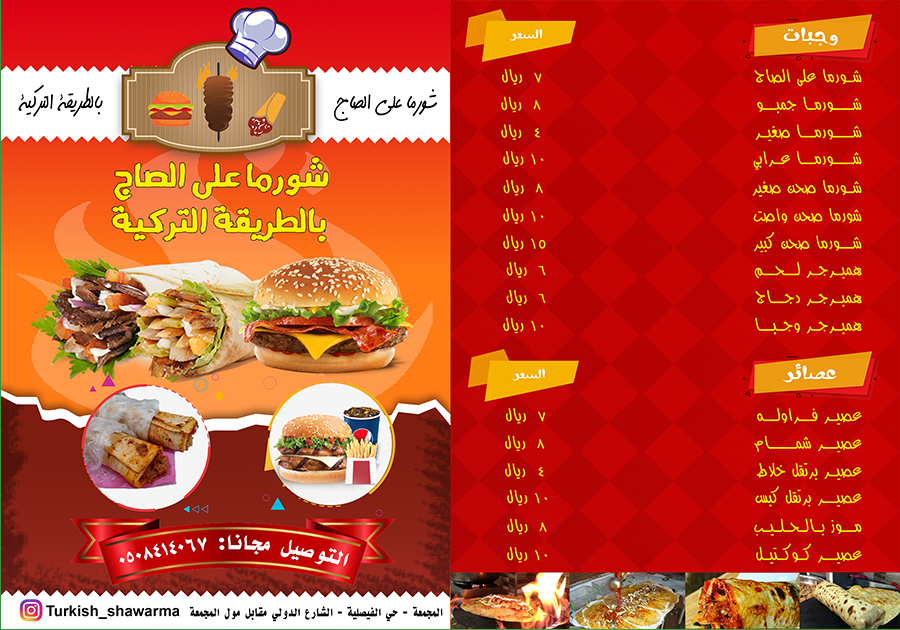 شورما على الصاج
بالطريقة التركية
شورما على الصاج
بالطريقة التركية
التوصيل مجانا: ٠٥٠٨٤١٤٠٦٧
المجمعة - حي الفيصلية - الشارع الدولي مقابل مول المجمعة
Turkish_shawarma
وجبات السعر
شورما على الصاج ٧ ريال
شورما جمبو ٨ ريال
شورما صغير ٤ ريال
شورما عرابي ١٠ ريال
شورما صحن صغير ٨ ريال
شورما صحن واصت ١٠ ريال
شورما صحن كبير ١٥ ريال
همبرجر لحم ٦ ريال
همبرجر دجاج ٦ ريال
همبرجر وجبا ١٠ ريال
عصائر السعر
عصير فراوله ٧ ريال
عصير شمام ٨ ريال
عصير برتقل خلاط ٤ ريال
عصير برتقل كبس ١٠ ريال
موز بالحليب ٨ ريال
عصير كوكتيل ١٠ ريال